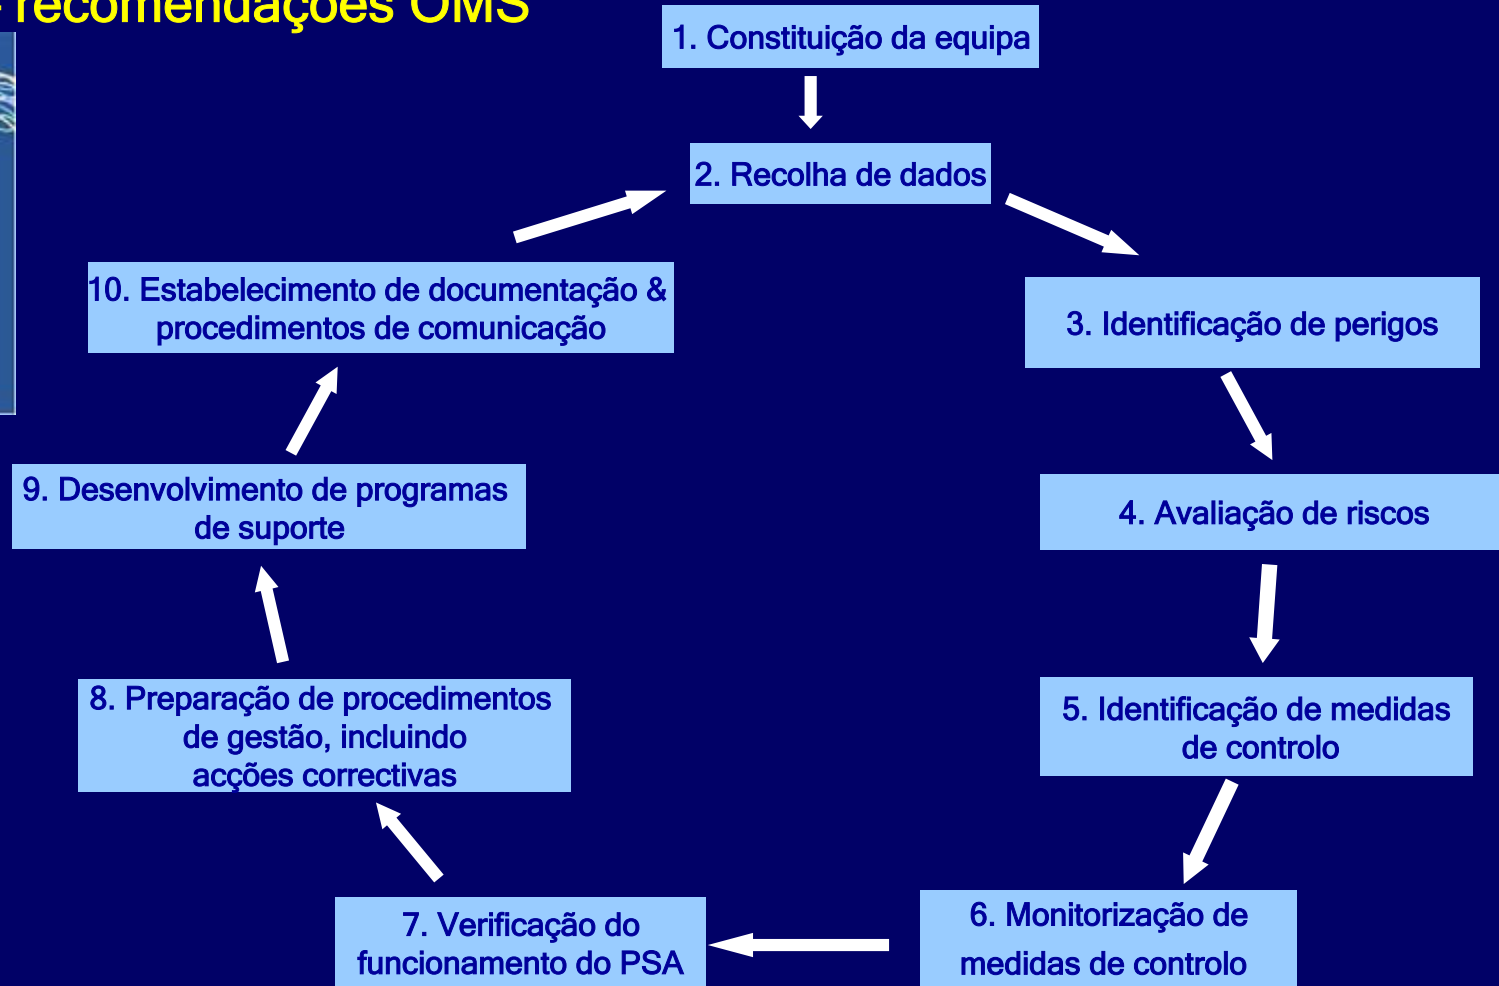 - recomendações OMS
1. Constituição da equipa
2. Recolha de dados
3. Identificação de perigos
4. Avaliação de riscos
5. Identificação de medidas
de controlo
6. Monitorização de
medidas de controlo
7. Verificação do
funcionamento do PSA
8. Preparação de procedimentos
de gestão, incluindo
acções correctivas
9. Desenvolvimento de programas
de suporte
10. Estabelecimento de documentação &
procedimentos de comunicação